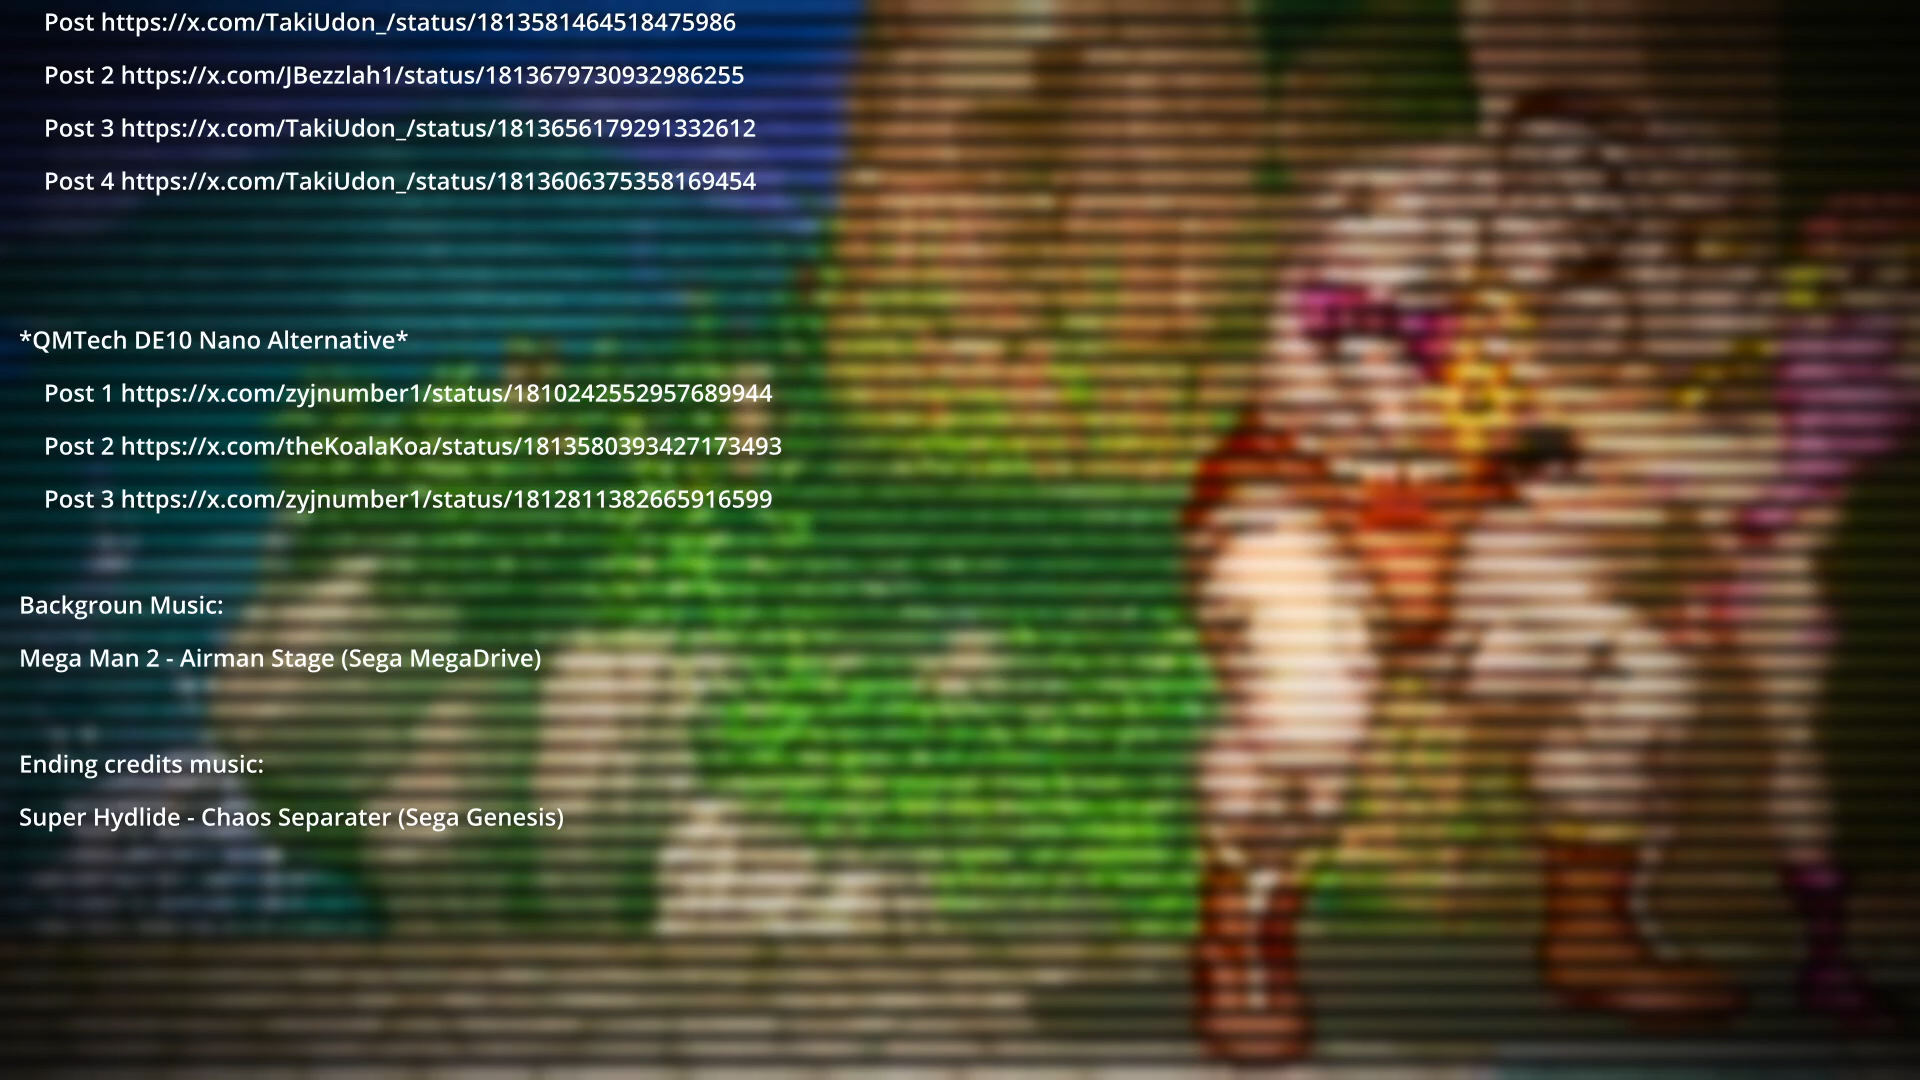 Post https://x.com/TakiUdon_/status/1813581464518475986
Post 2 https://x.com/JBezzlah1/status/1813679730932986255
Post 3 https://x.com/TakiUdon_/status/1813656179291332612
Post 4 https://x.com/TakiUdon_/status/1813606375358169454
*QMTech DE10 Nano Alternative*
Post 1 https://x.com/zyjnumber1/status/1810242552957689944
Post 2 https://x.com/theKoalaKoa/status/1813580393427173493
Post 3 https://x.com/zyjnumber1/status/1812811382665916599
Backgroun Music:
Mega Man 2 - Airman Stage (Sega MegaDrive)
Ending credits music:
Super Hydlide - Chaos Separater (Sega Genesis)